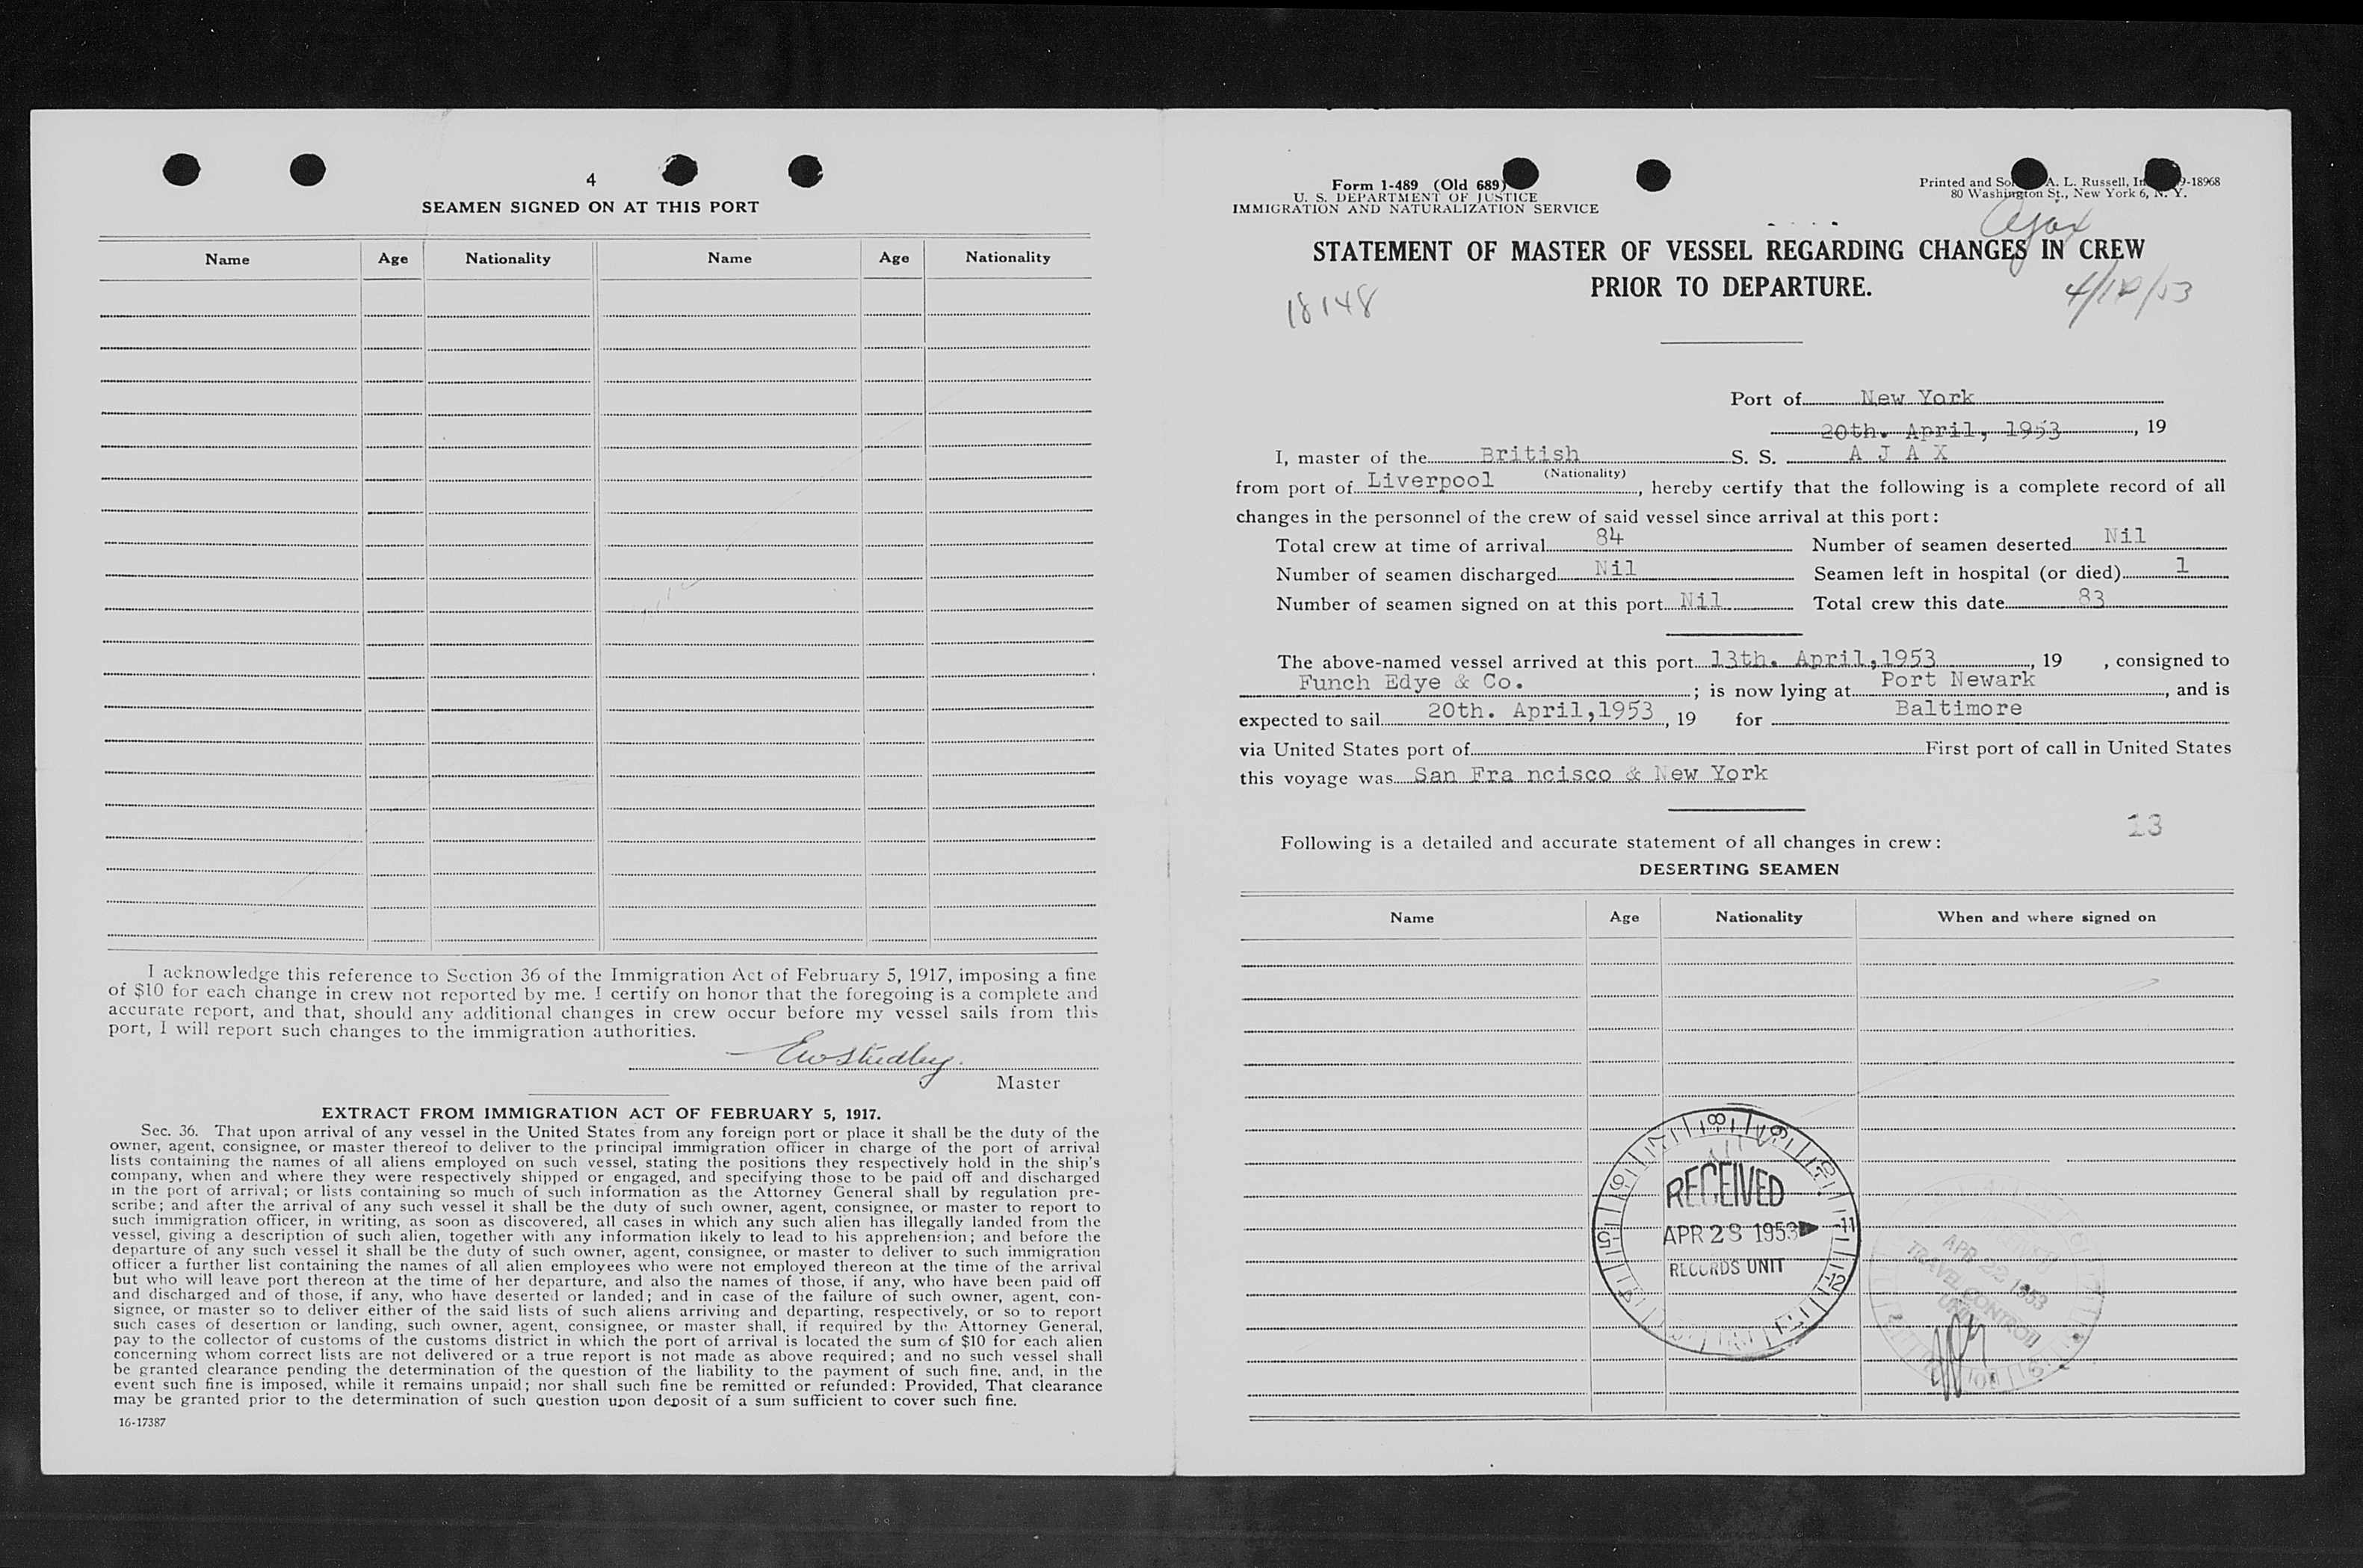 4
SEAMEN SIGNED ON AT THIS PORT
Name Age Nationality Name Age Nationality
I acknowledge this reference to Section 36 of the Immigration Act of February 5, 1917, imposing a fine
of $10 for each change in crew not reported by me. I certify on honor that the foregoing is a complete and
accurate report, and that, should any additional changes in crew occur before my vessel sails from this
port, I will report such changes to the immigration authorities.
Master
EXTRACT FROM IMMIGRATION ACT OF FEBRUARY 5, 1917.
Sec. 36. That upon arrival of any vessel in the United States from any foreign port or place it shall be the duty of the
owner, agent, consignee, or master thereof to deliver to the principal immigration officer in charge of the port of arrival
lists containing the names of all aliens employed on such vessel, stating the positions they respectively hold in the ship's
company, when and where they were respectively shipped or engaged, and specifying those to be paid off and discharged
in the port of arrival; or lists containing so much of such information as the Attorney General shall by regulation pre-
scribe; and after the arrival of any such vessel it shall be the duty of such owner, agent, consignee, or master to report to
such immigration officer, in writing, as soon as discovered, all cases in which any such alien has illegally landed from the
vessel, giving a description of such alien, together with any information likely to lead to his apprehension; and before the
departure of any such vessel it shall be the duty of such owner, agent, consignee, or master to deliver to such immigration
officer a further list containing the names of all alien employees who were not employed thereon at the time of the arrival
but who will leave port thereon at the time of her departure, and also the names of those, if any, who have been paid off
and discharged and of those, if any, who have deserted or landed; and in case of the failure of such owner, agent, con-
signee, or master so to deliver either of the said lists of such aliens arriving and departing, respectively, or so to report
such cases of desertion or landing, such owner, agent, consignee, or master shall, if required by the Attorney General,
pay to the collector of customs of the customs district in which the port of arrival is located the sum of $10 for each alien
concerning whom correct lists are not delivered or a true report is not made as above required; and no such vessel shall
be granted clearance pending the determination of the question of the liability to the payment of such fine, and, in the
event such fine is imposed, while it remains unpaid; nor shall such fine be remitted or refunded: Provided, That clearance
may be granted prior to the determination of such question upon deposit of a sum sufficient to cover such fine.
16-17387
Form 1-489 (Old 689)
U. S. DEPARTMENT OF JUSTICE
IMMIGRATION AND NATURALIZATION SERVICE
Printed and A. L. Russell, 9-18968
80 Washington St., New York 6, N. Y.
Ajax
STATEMENT OF MASTER OF VESSEL REGARDING CHANGES IN CREW
PRIOR TO DEPARTURE.
18148
Port of New York
20th. April, 1953, 19
I, master of the British S. S. A J A X
(Nationality)
from port of Liverpool, hereby certify that the following is a complete record of all
changes in the personnel of the crew of said vessel since arrival at this port:
Total crew at time of arrival 84 Number of seamen deserted Nil
Number of seamen discharged Nil Seamen left in hospital (or died) 1
Number of seamen signed on at this port Nil Total crew this date 83
The above-named vessel arrived at this port 13th. April,1953, 19 , consigned to
Funch Edye & Co. ; is now lying at Port Newark, and is
expected to sail 20th. April,1953, 19 for Baltimore
via United States port of First port of call in United States
this voyage was San Fra ncisco & New York
13
Following is a detailed and accurate statement of all changes in crew:
DESERTING SEAMEN
Name Age Nationality When and where signed on
RECEIVED
APR 28 1953
RECORDS UNIT
APR 22 1953
TRAVEL CONTROL
UNIT